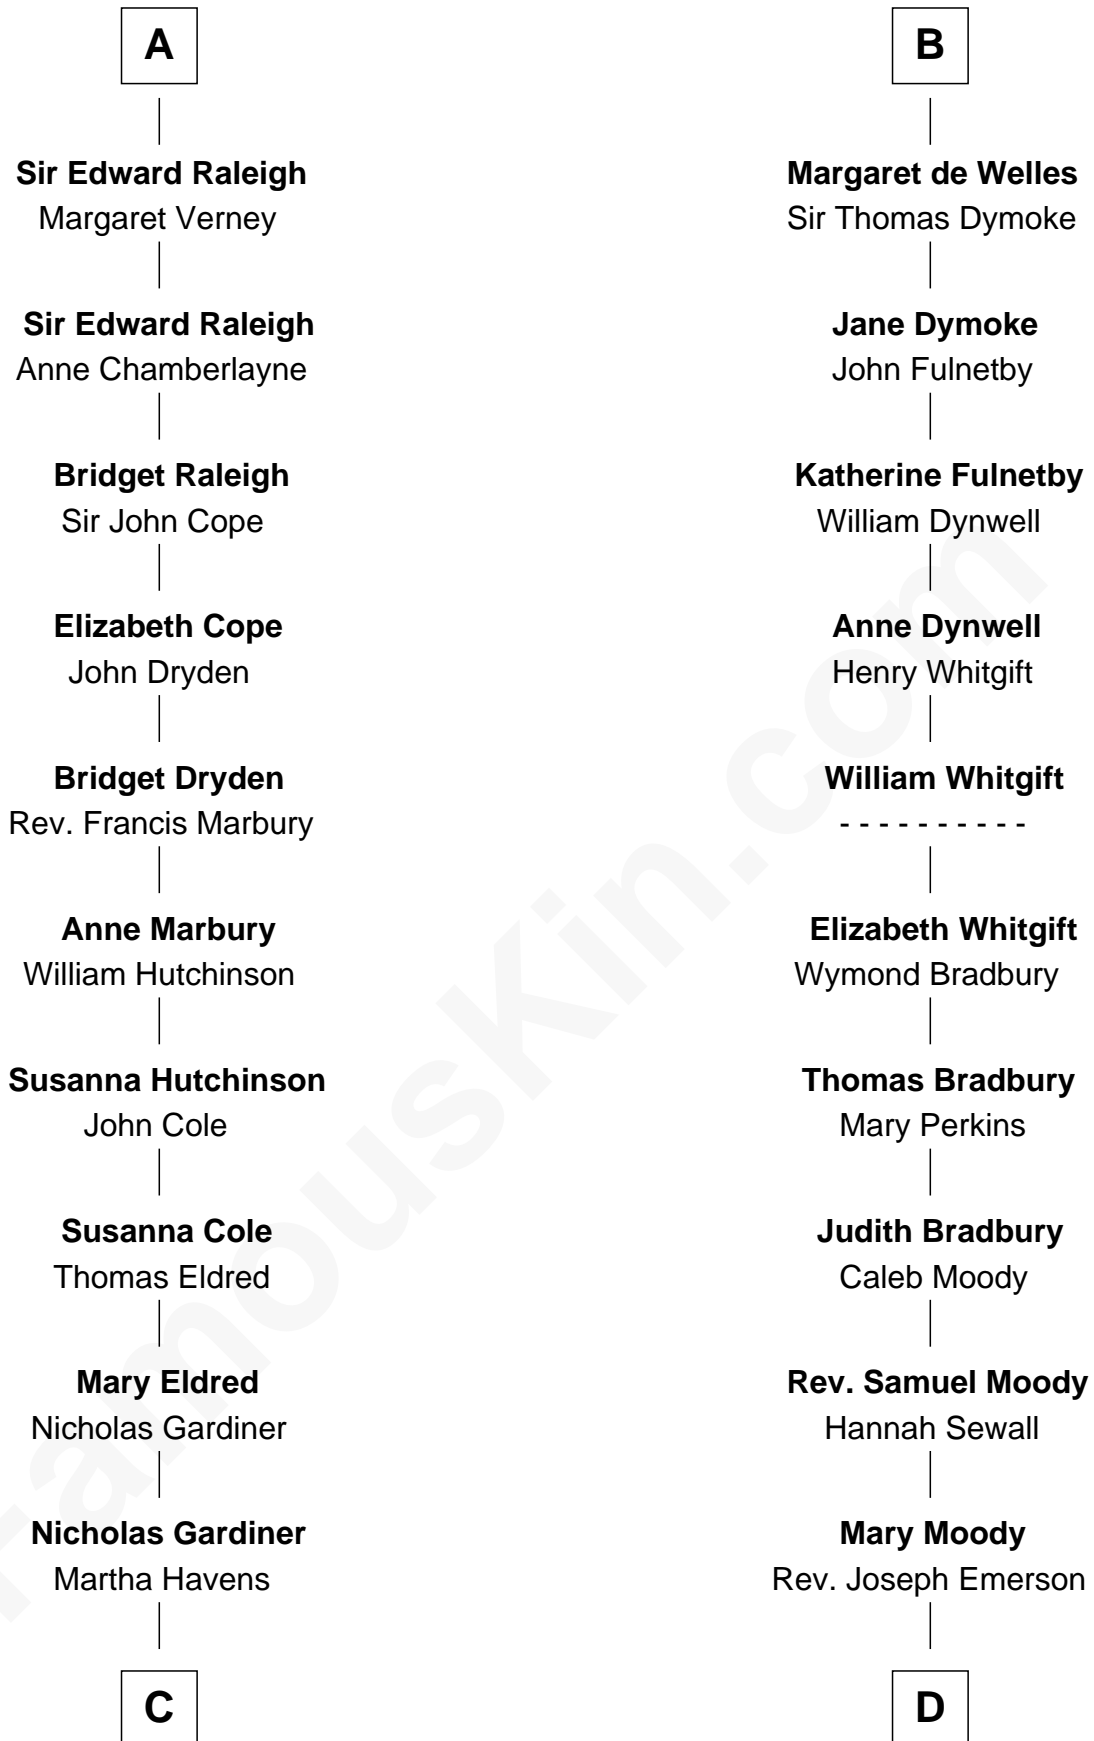 A
Sir Edward Raleigh
Margaret Verney
Sir Edward Raleigh
Anne Chamberlayne
Bridget Raleigh
Sir John Cope
Elizabeth Cope
John Dryden
Bridget Dryden
Rev. Francis Marbury
Anne Marbury
William Hutchinson
Susanna Hutchinson
John Cole
Susanna Cole
Thomas Eldred
Mary Eldred
Nicholas Gardiner
Nicholas Gardiner
Martha Havens
C
B
Margaret de Welles
Sir Thomas Dymoke
Jane Dymoke
John Fulnetby
Katherine Fulnetby
William Dynwell
Anne Dynwell
Henry Whitgift
William Whitgift
- - - - - - - - - -
Elizabeth Whitgift
Wymond Bradbury
Thomas Bradbury
Mary Perkins
Judith Bradbury
Caleb Moody
Rev. Samuel Moody
Hannah Sewall
Mary Moody
Rev. Joseph Emerson
D
FamousKin.com